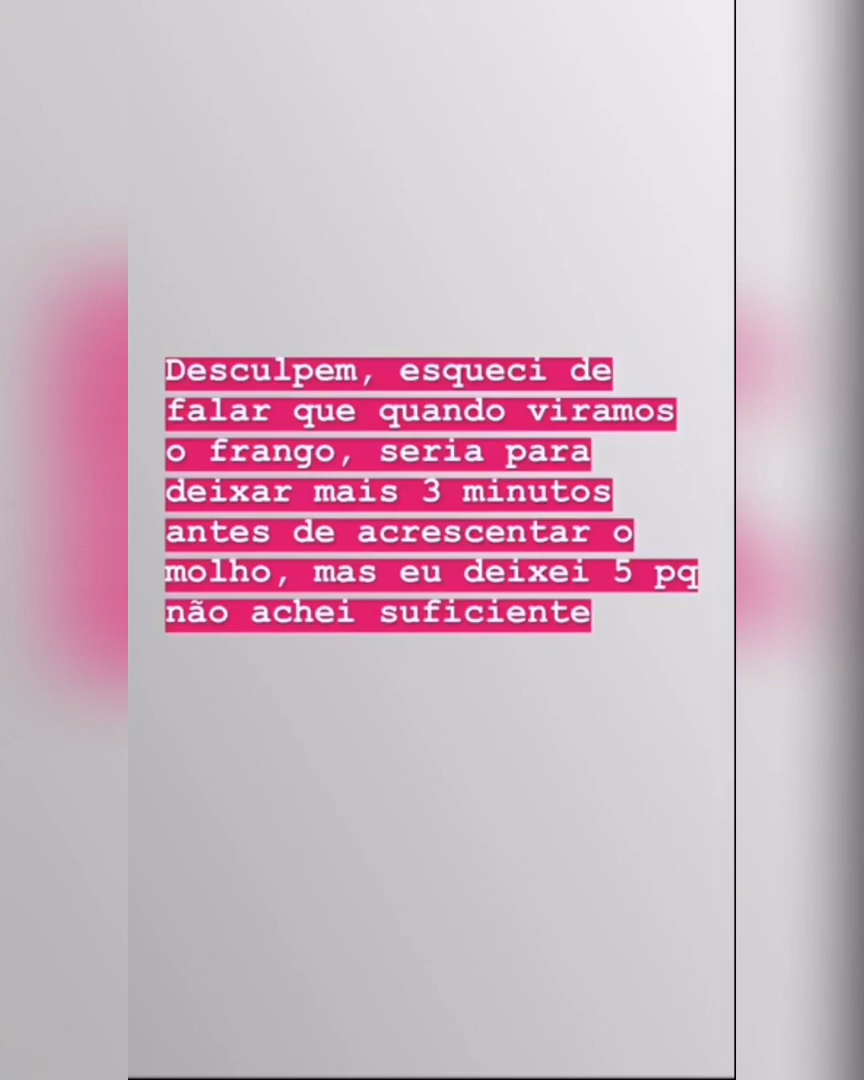 Desculpem, esqueci de
falar que quando viramos
o frango, seria para
deixar mais 3 minutos
antes de acrescentar o
molho, mas eu deixei 5 pq
não achei suficiente